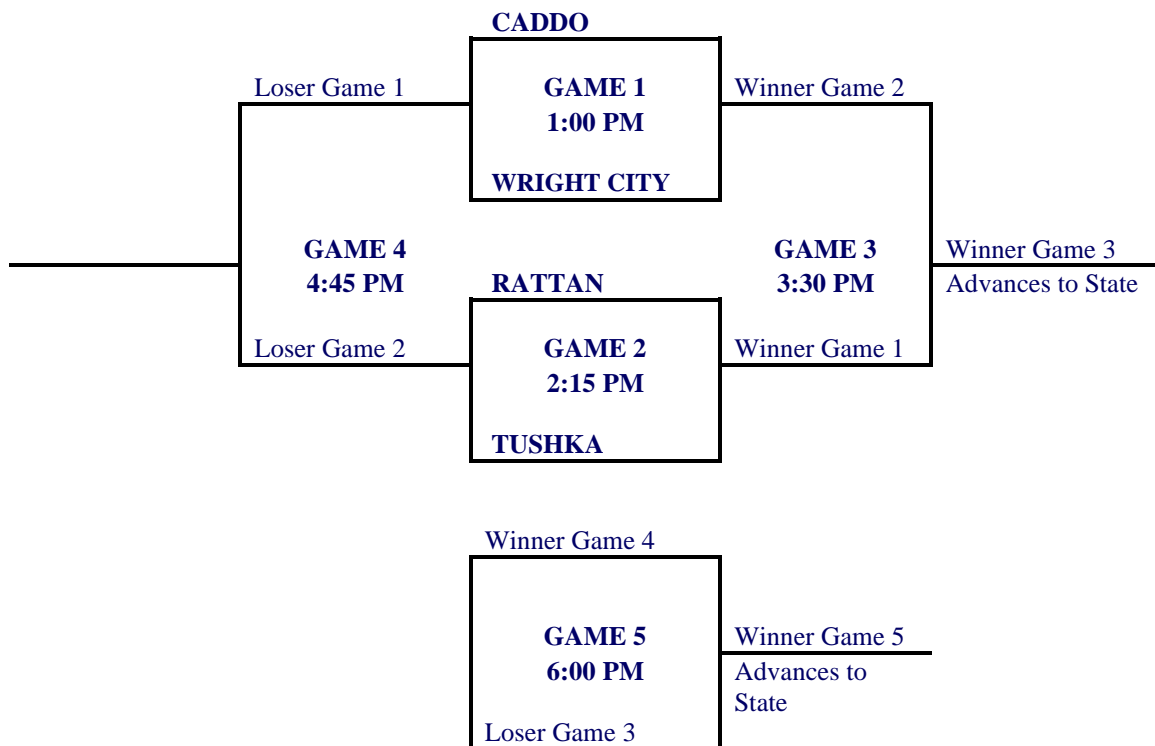 CADDO
Loser Game 1
GAME 1
1:00 PM
Winner Game 2
WRIGHT CITY
GAME 4
4:45 PM
GAME 3
3:30 PM
Winner Game 3
Advances to State
RATTAN
Loser Game 2
GAME 2
2:15 PM
Winner Game 1
TUSHKA
Winner Game 4
GAME 5
6:00 PM
Winner Game 5
Advances to
State
Loser Game 3